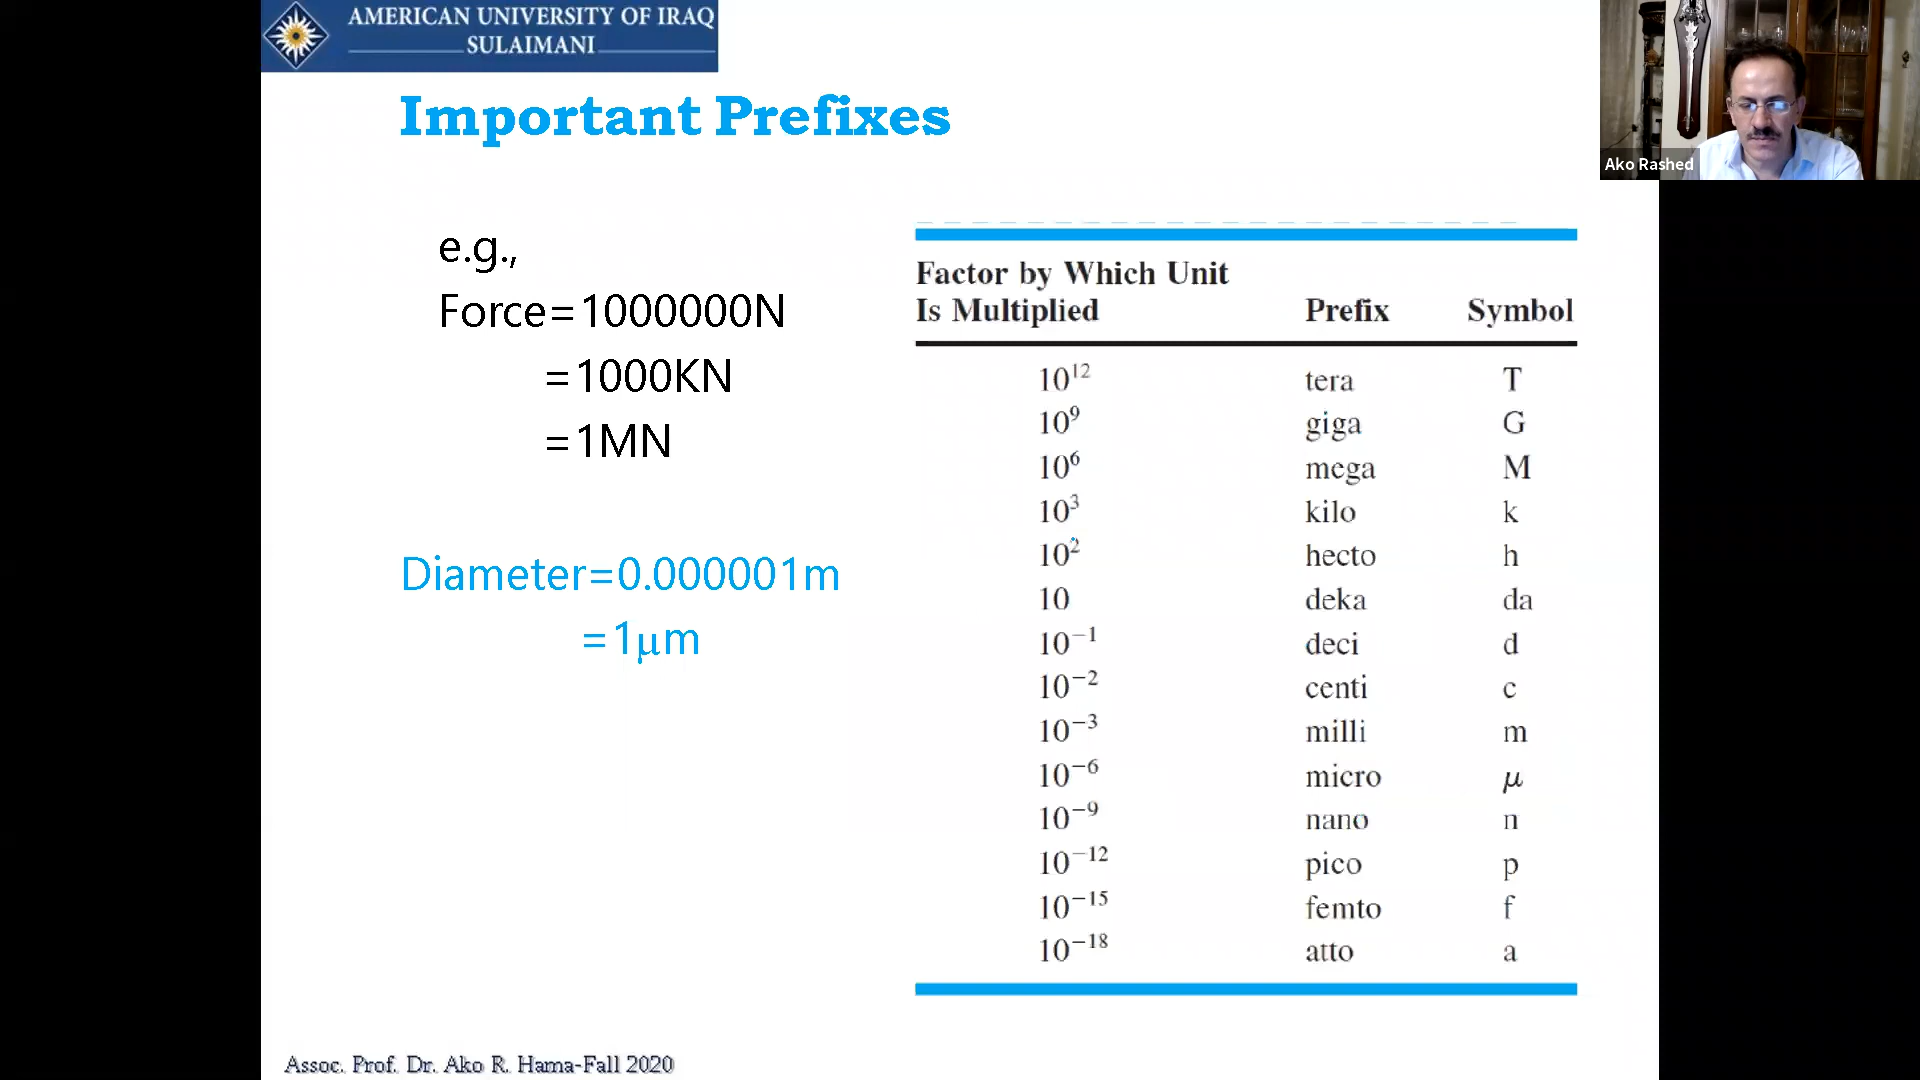 AMERICAN UNIVERSITY OF IRAQ
SULAIMANI
Important Prefixes
Ako Rashed
e.g.,
Force=1000000N
=1000KN
=1MN
Diameter=0.000001m
=1μm
Factor by Which Unit
Is Multiplied Prefix Symbol
10¹² tera T
10⁹ giga G
10⁶ mega M
10³ kilo k
10² hecto h
10 deka da
10⁻¹ deci d
10⁻² centi c
10⁻³ milli m
10⁻⁶ micro μ
10⁻⁹ nano n
10⁻¹² pico p
10⁻¹⁵ femto f
10⁻¹⁸ atto a
Assoc. Prof. Dr. Ako R. Hama-Fall 2020